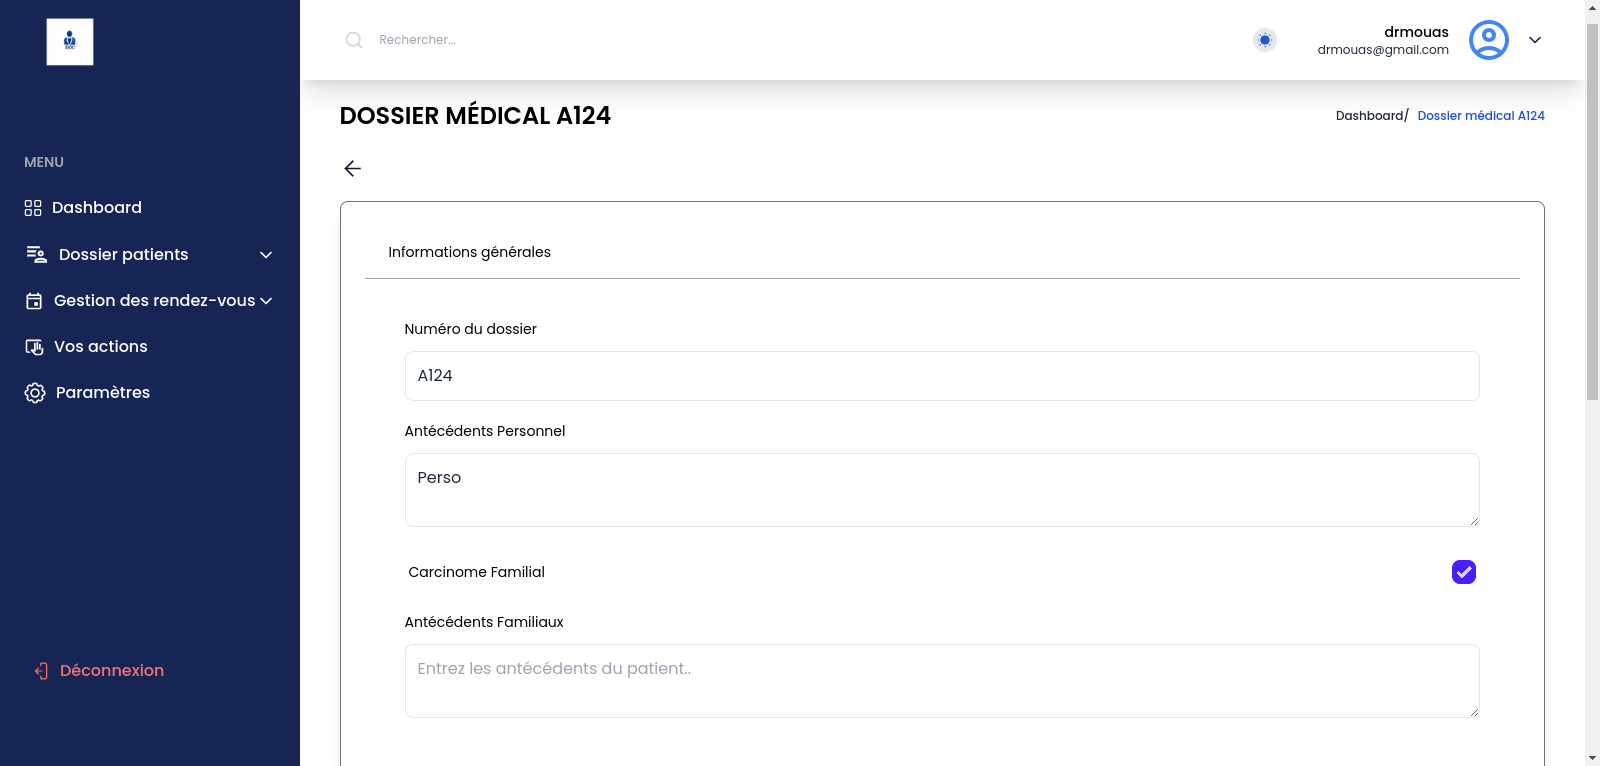 Rechercher...
drmouas
drmouas@gmail.com
DOSSIER MÉDICAL A124
Dashboard/ Dossier médical A124
MENU
Dashboard
Dossier patients
Gestion des rendez-vous
Vos actions
Paramètres
Déconnexion
Informations générales
Numéro du dossier
A124
Antécédents Personnel
Perso
Carcinome Familial
Antécédents Familiaux
Entrez les antécédents du patient..